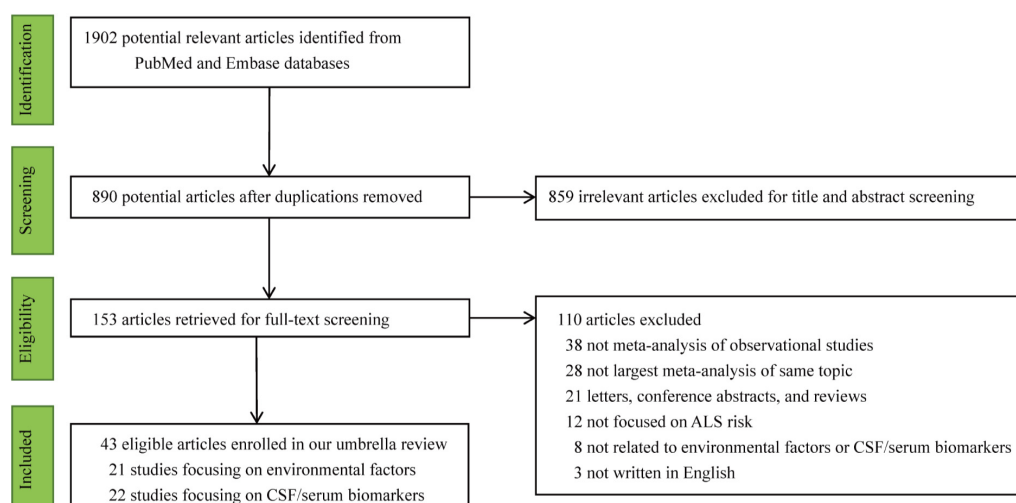 Identification
1902 potential relevant articles identified from
PubMed and Embase databases
Screening
890 potential articles after duplications removed
859 irrelevant articles excluded for title and abstract screening
Eligibility
153 articles retrieved for full-text screening
110 articles excluded
38 not meta-analysis of observational studies
28 not largest meta-analysis of same topic
21 letters, conference abstracts, and reviews
12 not focused on ALS risk
8 not related to environmental factors or CSF/serum biomarkers
3 not written in English
Included
43 eligible articles enrolled in our umbrella review
21 studies focusing on environmental factors
22 studies focusing on CSF/serum biomarkers